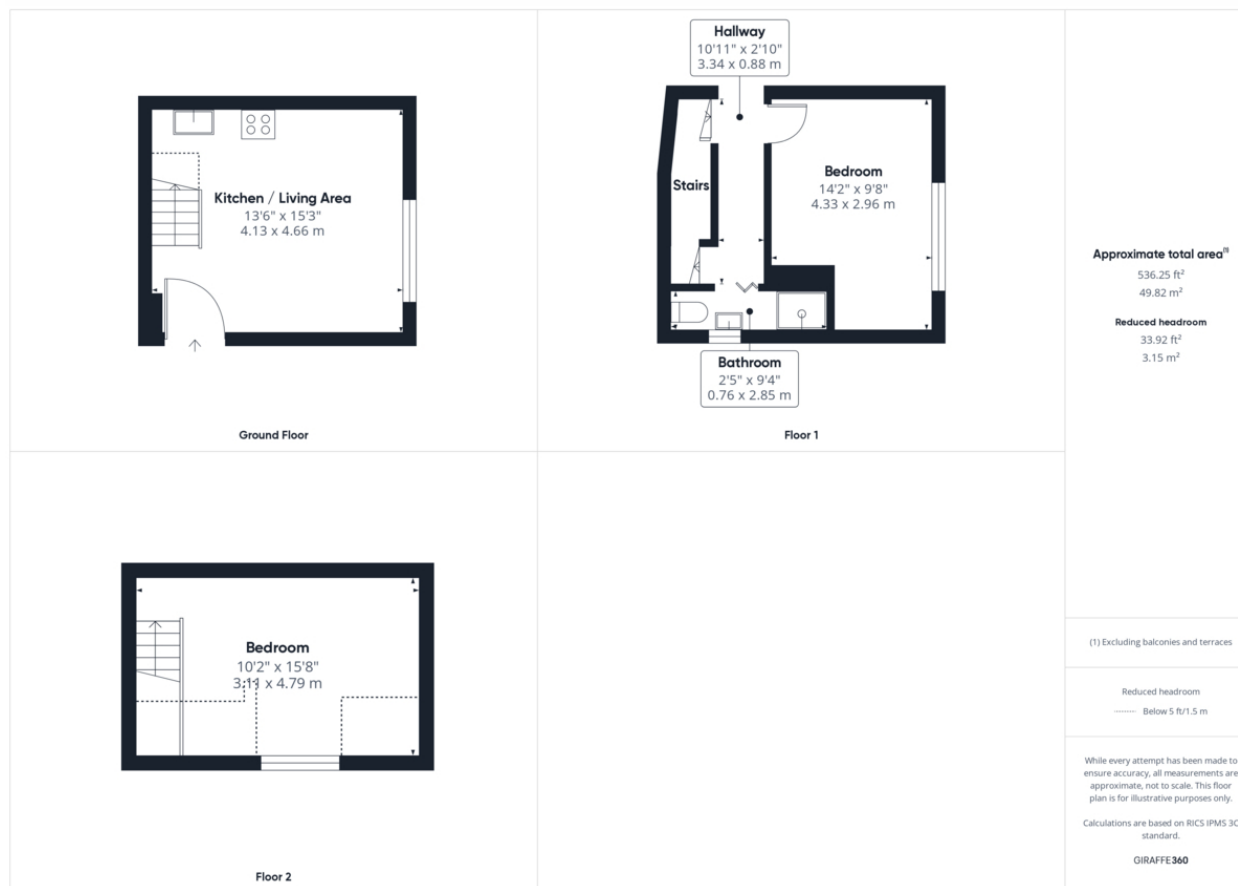 Kitchen / Living Area
13'6" x 15'3"
4.13 x 4.66 m
Ground Floor
Hallway
10'11" x 2'10"
3.34 x 0.88 m
Stairs
Bedroom
14'2" x 9'8"
4.33 x 2.96 m
Bathroom
2'5" x 9'4"
0.76 x 2.85 m
Floor 1
Bedroom
10'2" x 15'8"
3.11 x 4.79 m
Floor 2
Approximate total area(1)
536.25 ft²
49.82 m²
Reduced headroom
33.92 ft²
3.15 m²
(1) Excluding balconies and terraces
Reduced headroom
Below 5 ft/1.5 m
While every attempt has been made to
ensure accuracy, all measurements are
approximate, not to scale. This floor
plan is for illustrative purposes only.
Calculations are based on RICS IPMS 3C
standard.
GIRAFFE360